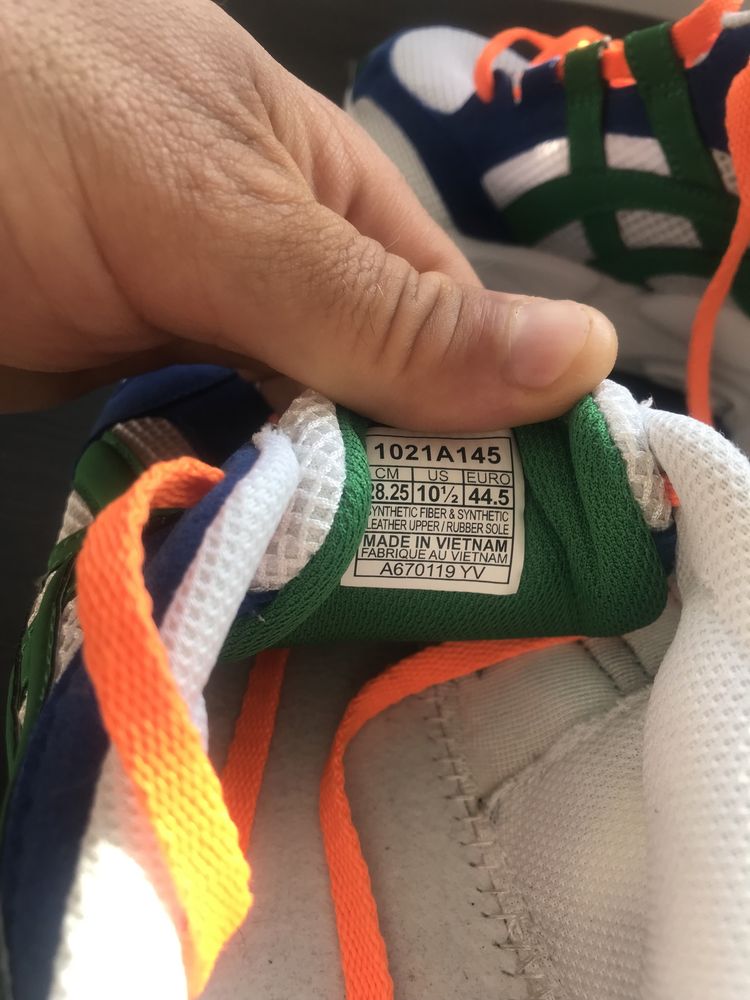 1021A145
CM US EURO
28.25 10½ 44.5
SYNTHETIC FIBER & SYNTHETIC
LEATHER UPPER / RUBBER SOLE
MADE IN VIETNAM
FABRIQUE AU VIETNAM
A670119 YV